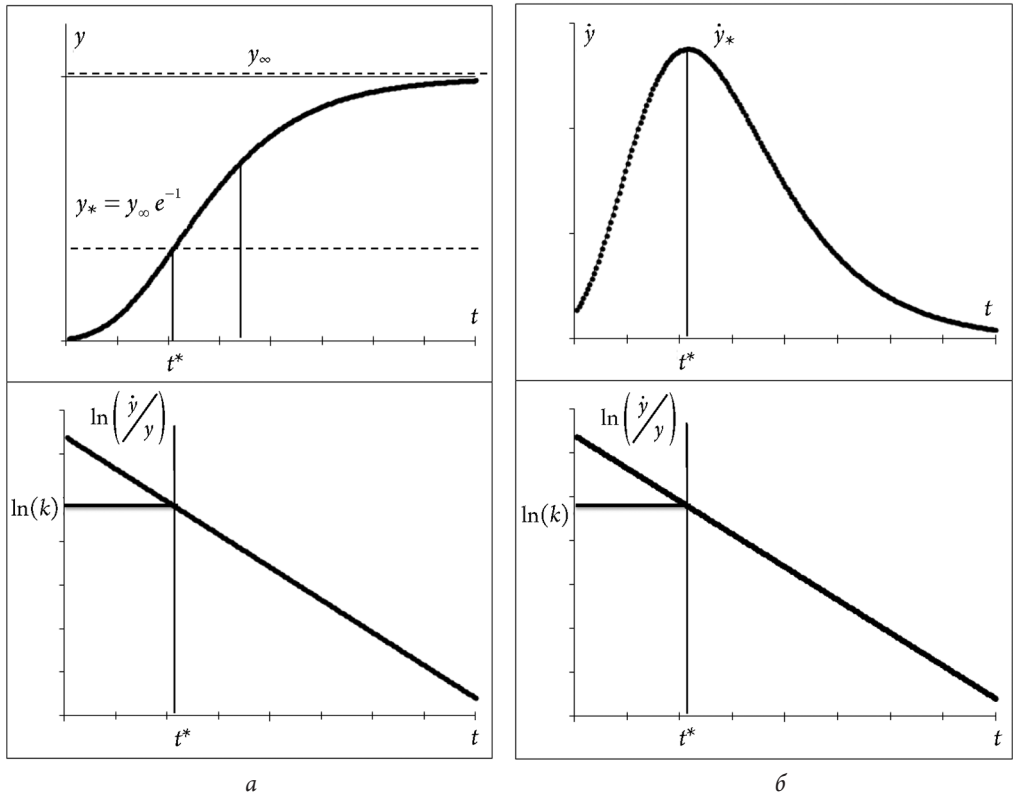 y
y∞
y* = y∞ e⁻¹
t
t*
ẏ
ẏ*
t
t*
ln(ẏ/y)
ln(k)
t*
t
ln(ẏ/y)
ln(k)
t*
t
а
б